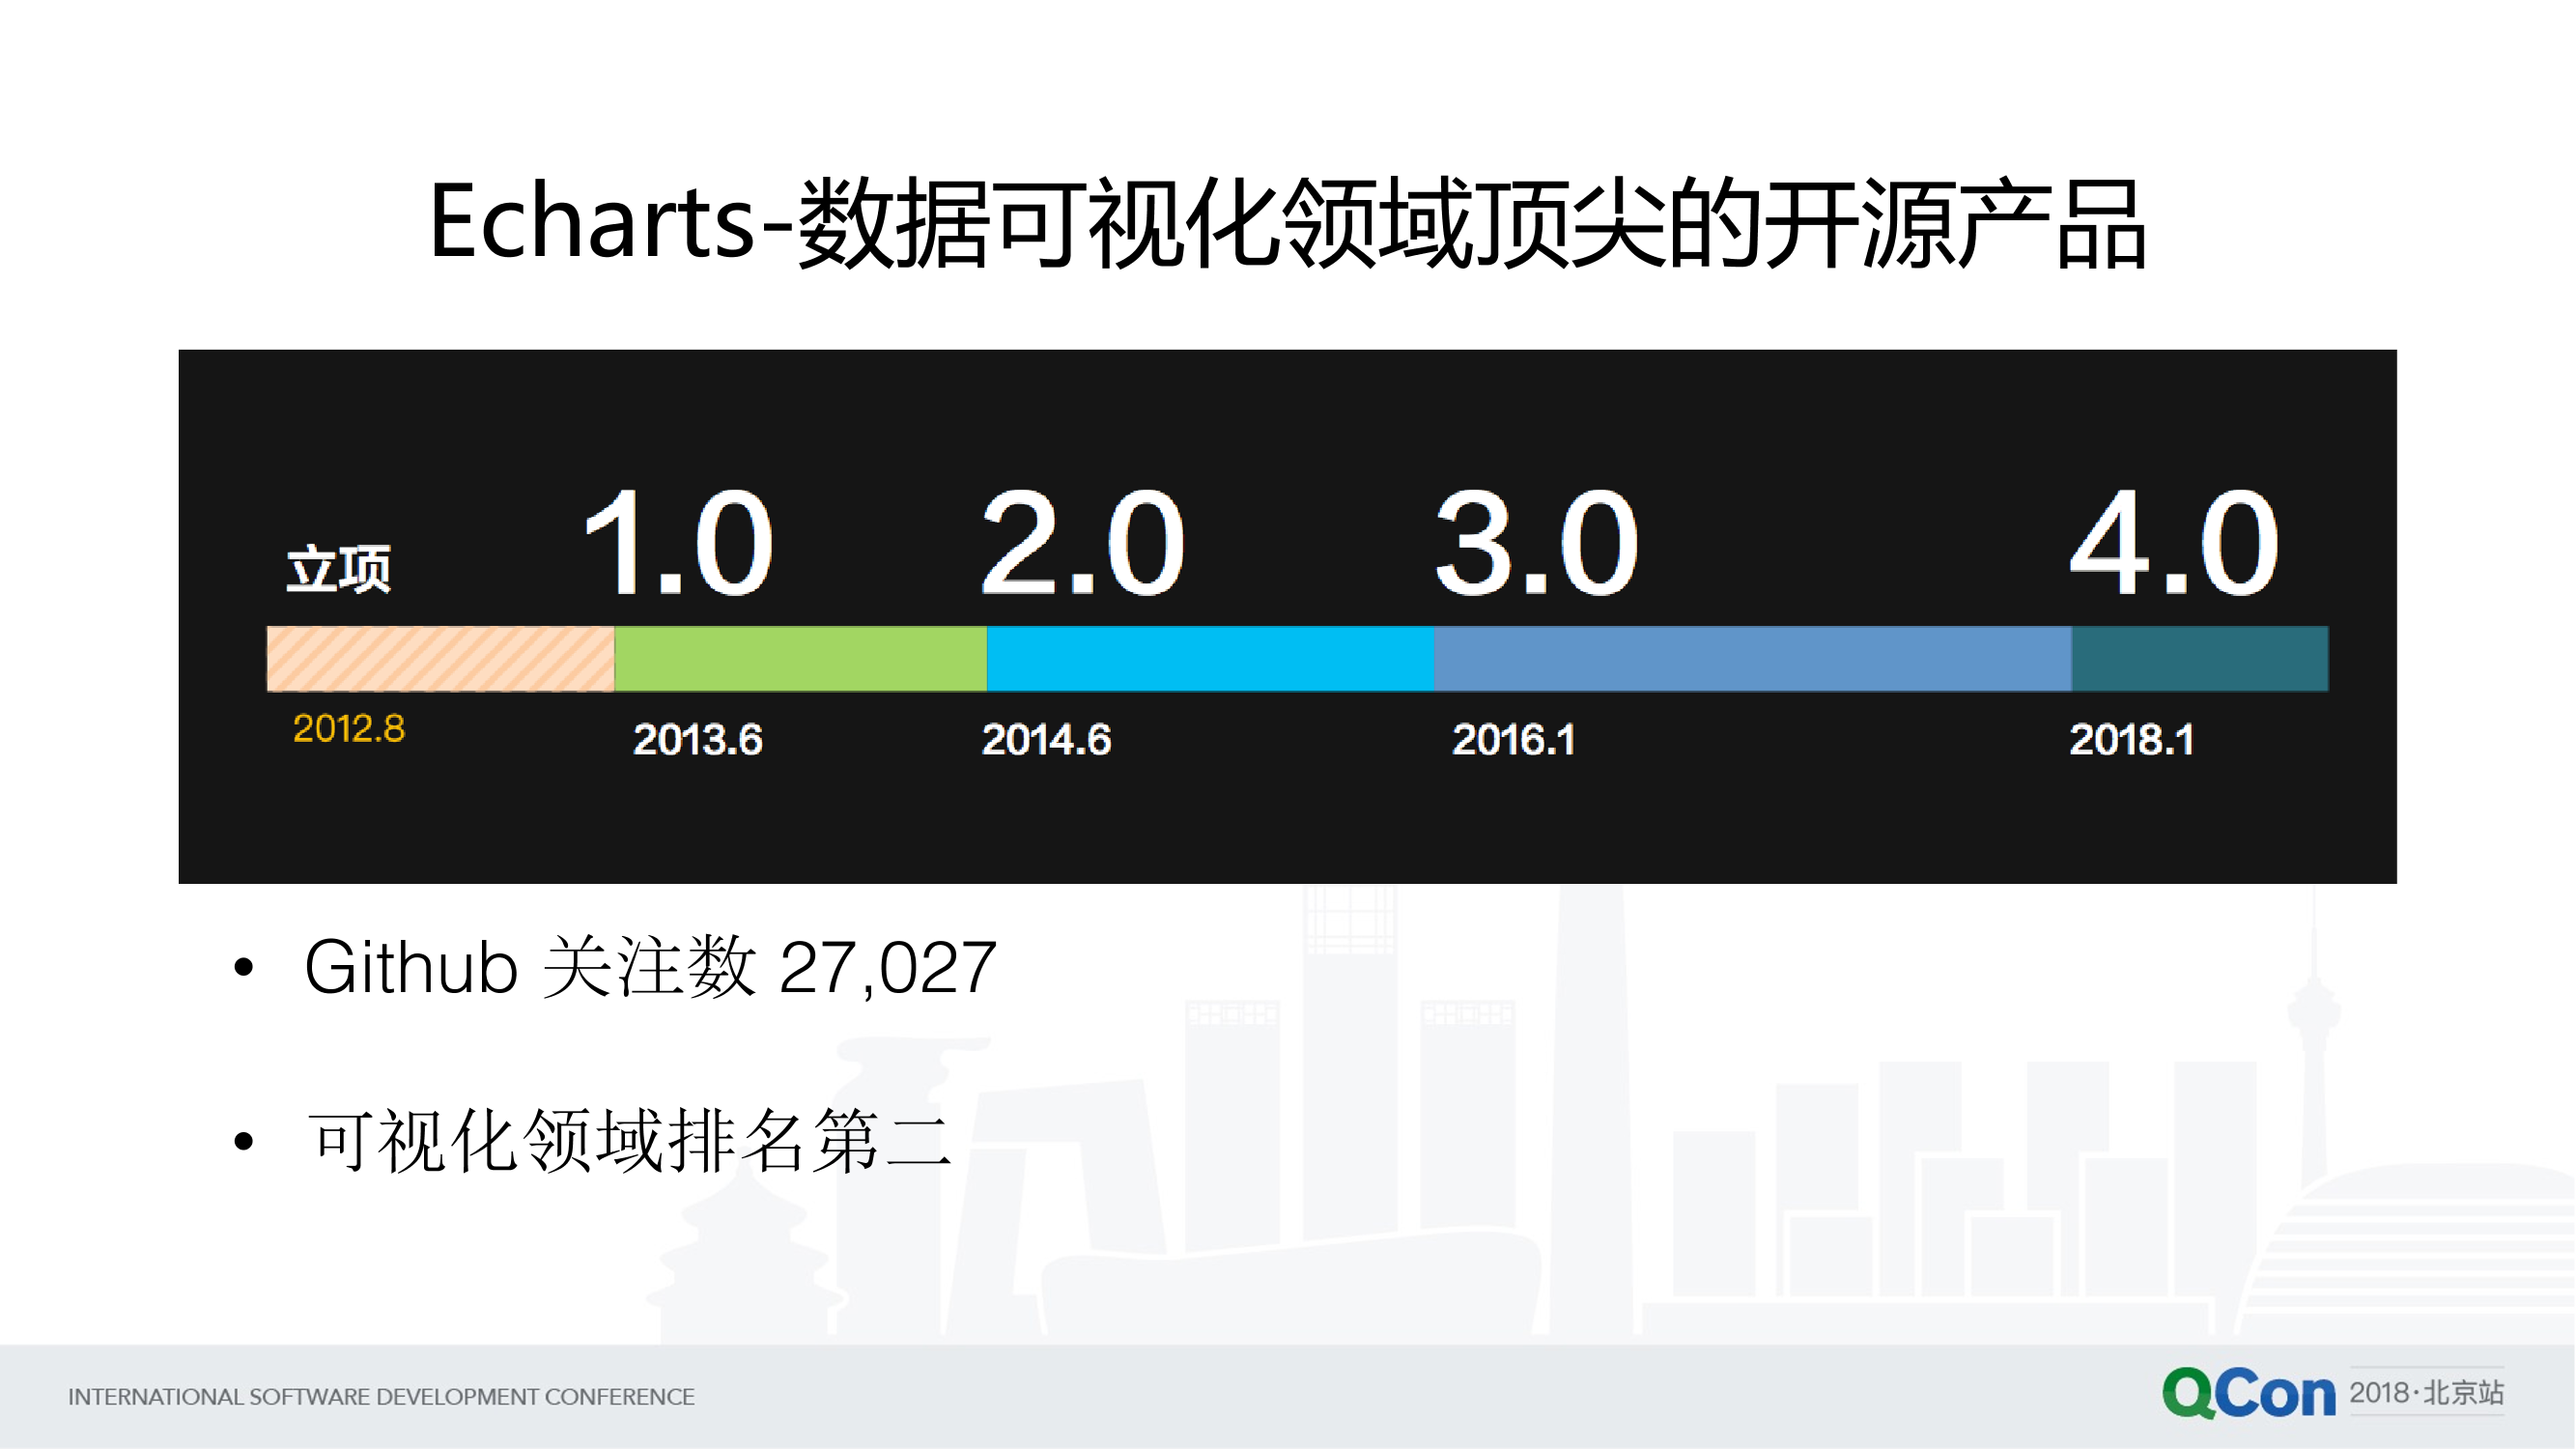 Echarts-数据可视化领域顶尖的开源产品
立项 1.0 2.0 3.0 4.0
2012.8 2013.6 2014.6 2016.1 2018.1
• Github 关注数 27,027
• 可视化领域排名第二
INTERNATIONAL SOFTWARE DEVELOPMENT CONFERENCE
QCon 2018·北京站